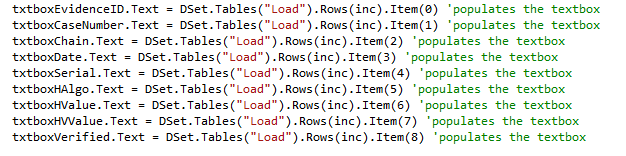 txtboxEvidenceID.Text = DSet.Tables("Load").Rows(inc).Item(0) 'populates the textbox
txtboxCaseNumber.Text = DSet.Tables("Load").Rows(inc).Item(1) 'populates the textbox
txtboxChain.Text = DSet.Tables("Load").Rows(inc).Item(2) 'populates the textbox
txtboxDate.Text = DSet.Tables("Load").Rows(inc).Item(3) 'populates the textbox
txtboxSerial.Text = DSet.Tables("Load").Rows(inc).Item(4) 'populates the textbox
txtboxHAlgo.Text = DSet.Tables("Load").Rows(inc).Item(5) 'populates the textbox
txtboxHValue.Text = DSet.Tables("Load").Rows(inc).Item(6) 'populates the textbox
txtboxHVValue.Text = DSet.Tables("Load").Rows(inc).Item(7) 'populates the textbox
txtboxVerified.Text = DSet.Tables("Load").Rows(inc).Item(8) 'populates the textbox